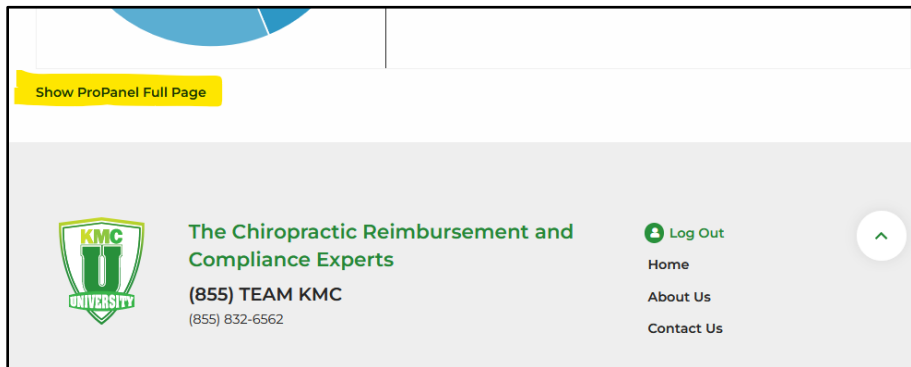 Show ProPanel Full Page
KMC
U
UNIVERSITY
The Chiropractic Reimbursement and
Compliance Experts
(855) TEAM KMC
(855) 832-6562
Log Out
Home
About Us
Contact Us